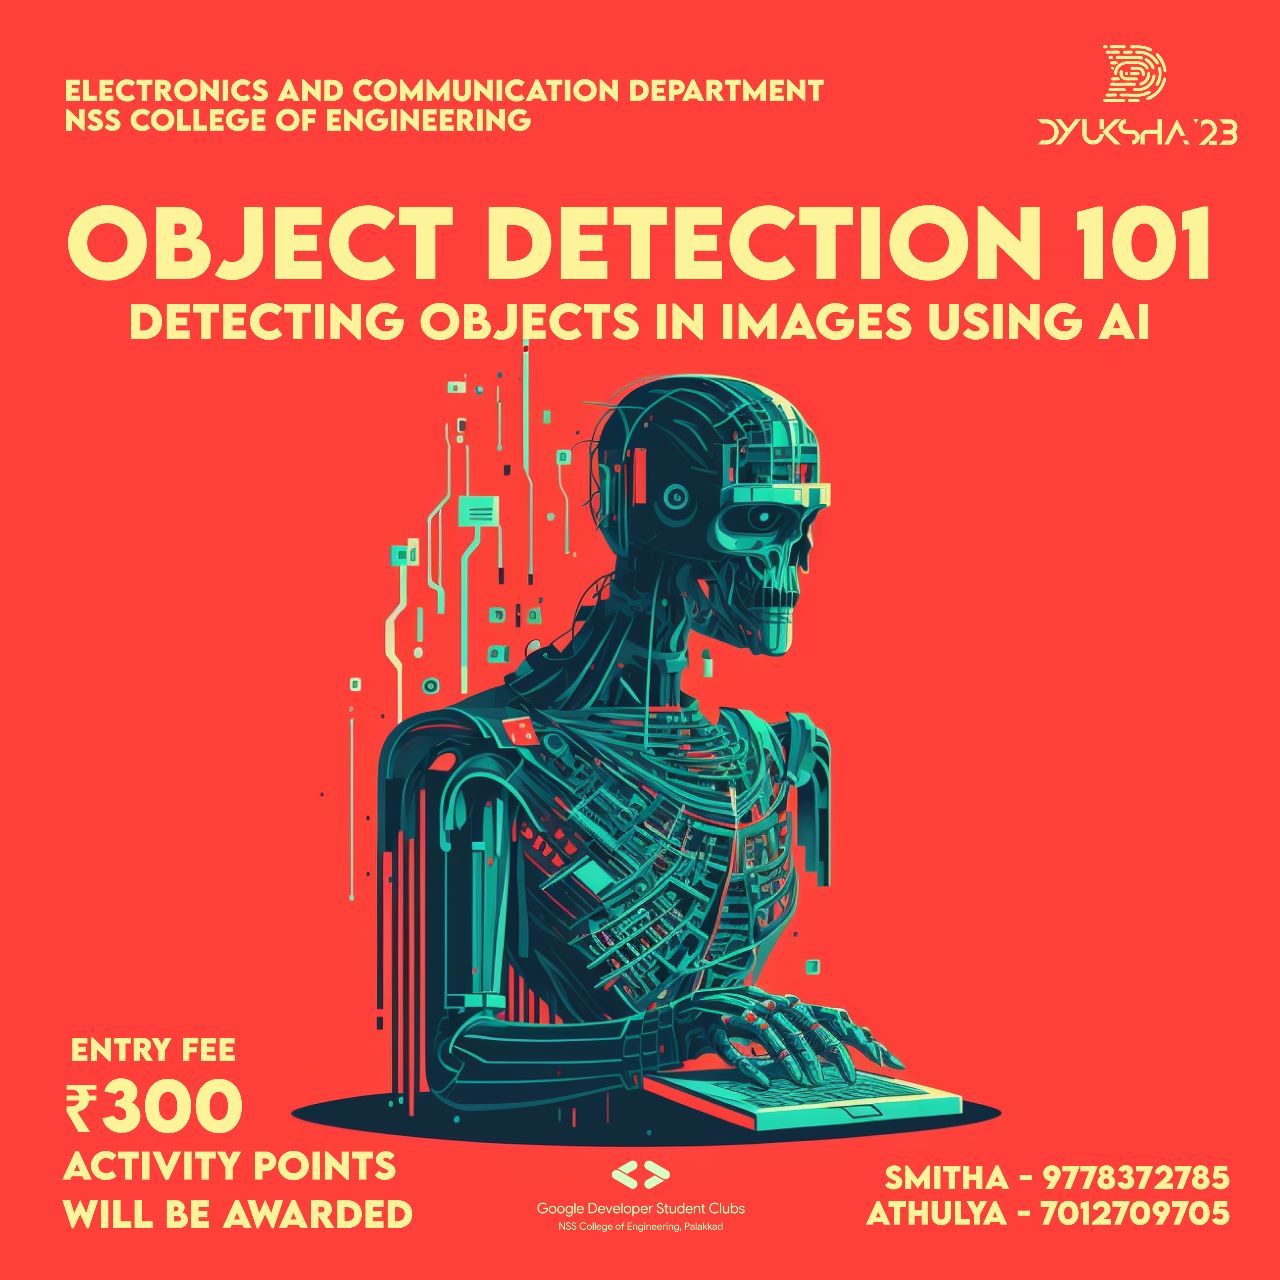 ELECTRONICS AND COMMUNICATION DEPARTMENT
NSS COLLEGE OF ENGINEERING
DYUKSHA '23
OBJECT DETECTION 101
DETECTING OBJECTS IN IMAGES USING AI
ENTRY FEE
₹300
ACTIVITY POINTS
WILL BE AWARDED
Google Developer Student Clubs
NSS College of Engineering, Palakkad
SMITHA - 9778372785
ATHULYA - 7012709705